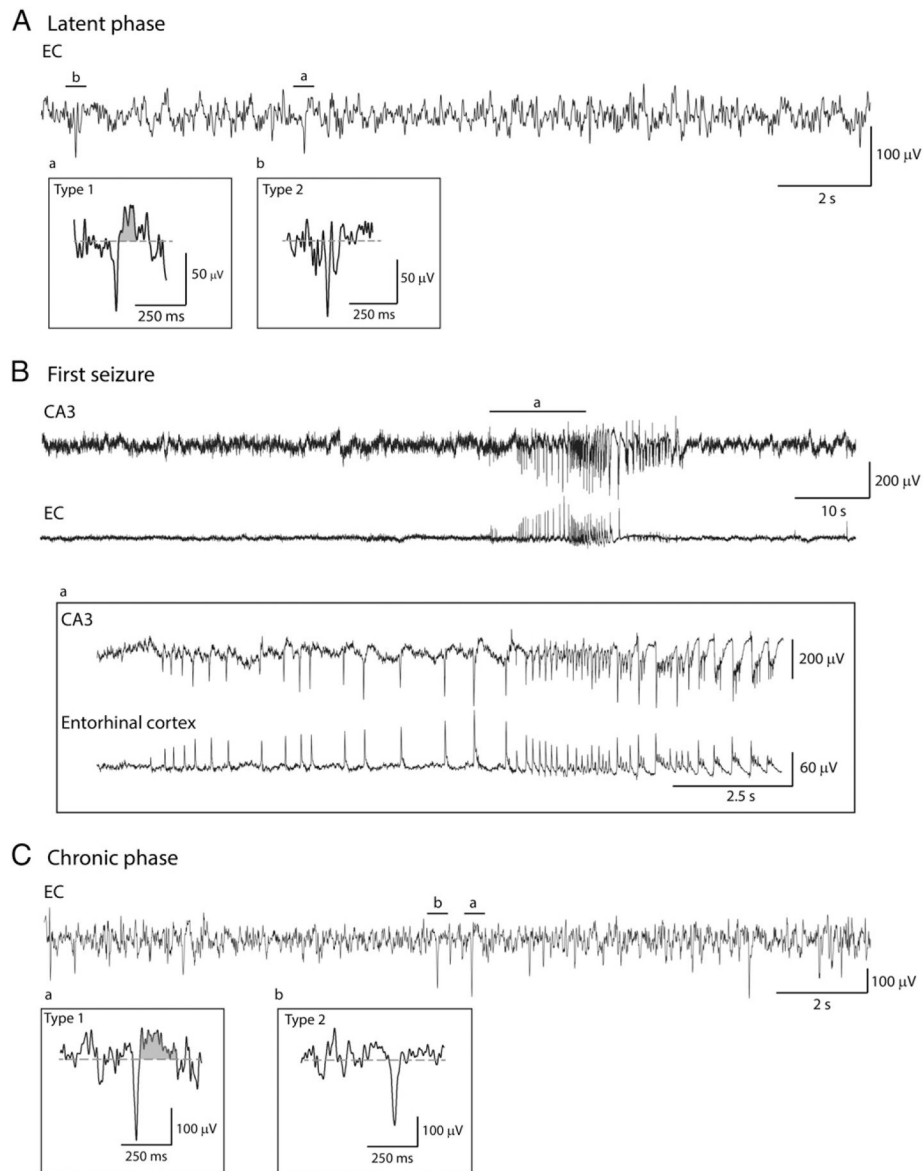 A Latent phase
EC
b
a
100 μV
2 s
a
b
Type 1
Type 2
50 μV
50 μV
250 ms
250 ms
B First seizure
CA3
a
200 μV
10 s
EC
a
CA3
200 μV
Entorhinal cortex
60 μV
2.5 s
C Chronic phase
EC
b
a
100 μV
2 s
a
b
Type 1
Type 2
100 μV
100 μV
250 ms
250 ms